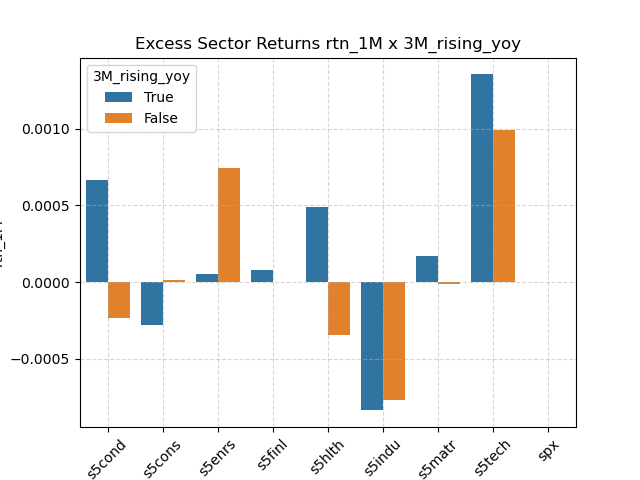 Excess Sector Returns rtn_1M x 3M_rising_yoy
3M_rising_yoy
True
False
0.0010
0.0005
0.0000
−0.0005
s5cond
s5cons
s5enrs
s5finl
s5hlth
s5indu
s5matr
s5tech
spx